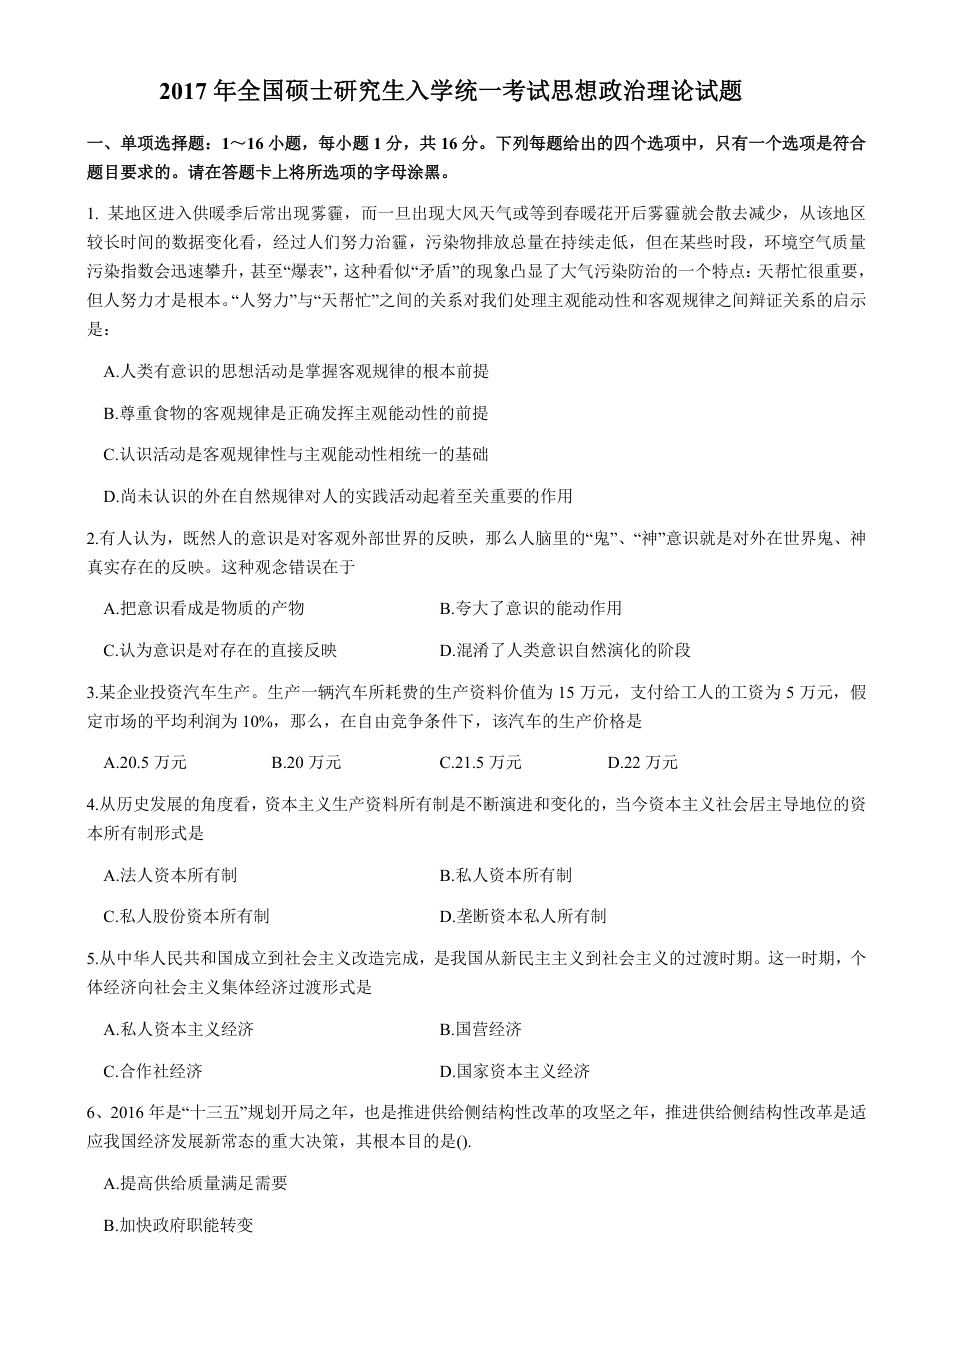 2017 年全国硕士研究生入学统一考试思想政治理论试题
一、单项选择题：1～16 小题，每小题 1 分，共 16 分。下列每题给出的四个选项中，只有一个选项是符合
题目要求的。请在答题卡上将所选项的字母涂黑。
1. 某地区进入供暖季后常出现雾霾，而一旦出现大风天气或等到春暖花开后雾霾就会散去减少，从该地区
较长时间的数据变化看，经过人们努力治霾，污染物排放总量在持续走低，但在某些时段，环境空气质量
污染指数会迅速攀升，甚至“爆表”，这种看似“矛盾”的现象凸显了大气污染防治的一个特点：天帮忙很重要，
但人努力才是根本。“人努力”与“天帮忙”之间的关系对我们处理主观能动性和客观规律之间辩证关系的启示
是：
A.人类有意识的思想活动是掌握客观规律的根本前提
B.尊重食物的客观规律是正确发挥主观能动性的前提
C.认识活动是客观规律性与主观能动性相统一的基础
D.尚未认识的外在自然规律对人的实践活动起着至关重要的作用
2.有人认为，既然人的意识是对客观外部世界的反映，那么人脑里的“鬼”、“神”意识就是对外在世界鬼、神
真实存在的反映。这种观念错误在于
A.把意识看成是物质的产物 B.夸大了意识的能动作用
C.认为意识是对存在的直接反映 D.混淆了人类意识自然演化的阶段
3.某企业投资汽车生产。生产一辆汽车所耗费的生产资料价值为 15 万元，支付给工人的工资为 5 万元，假
定市场的平均利润为 10%，那么，在自由竞争条件下，该汽车的生产价格是
A.20.5 万元 B.20 万元 C.21.5 万元 D.22 万元
4.从历史发展的角度看，资本主义生产资料所有制是不断演进和变化的，当今资本主义社会居主导地位的资
本所有制形式是
A.法人资本所有制 B.私人资本所有制
C.私人股份资本所有制 D.垄断资本私人所有制
5.从中华人民共和国成立到社会主义改造完成，是我国从新民主主义到社会主义的过渡时期。这一时期，个
体经济向社会主义集体经济过渡形式是
A.私人资本主义经济 B.国营经济
C.合作社经济 D.国家资本主义经济
6、2016 年是“十三五”规划开局之年，也是推进供给侧结构性改革的攻坚之年，推进供给侧结构性改革是适
应我国经济发展新常态的重大决策，其根本目的是().
A.提高供给质量满足需要
B.加快政府职能转变